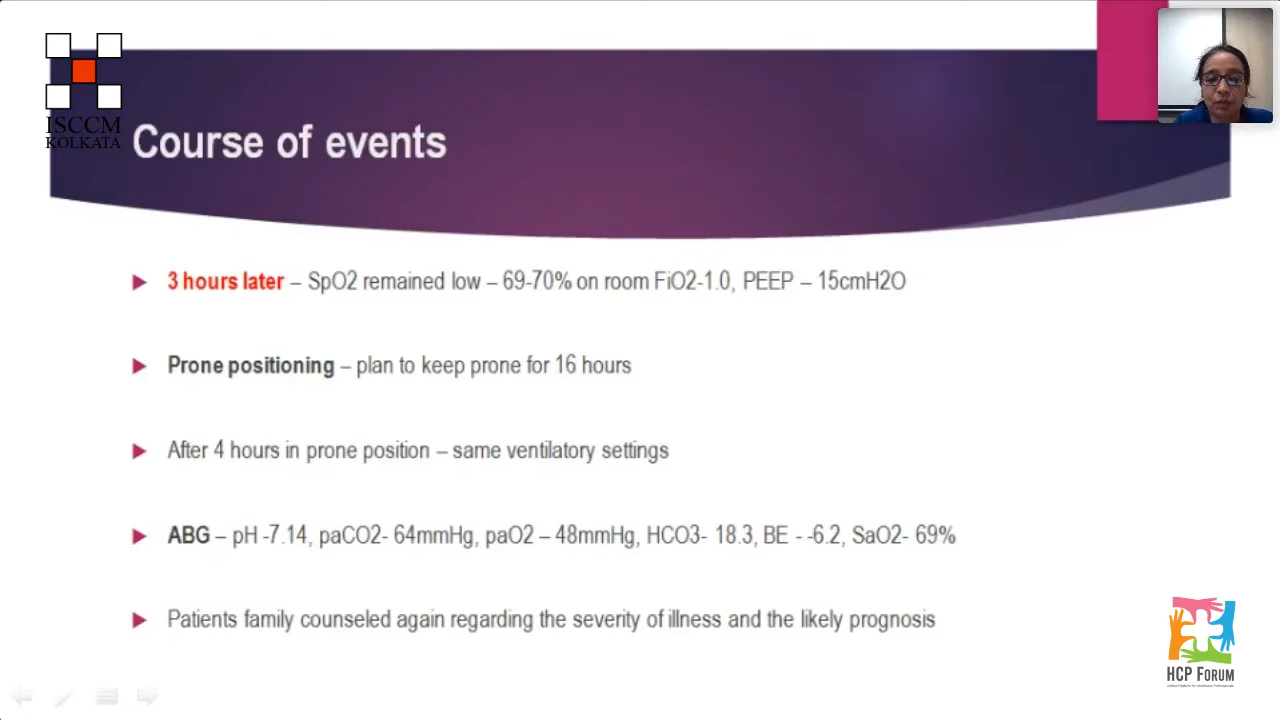 ISCCM
KOLKATA
Course of events
3 hours later – SpO2 remained low – 69-70% on room FiO2-1.0, PEEP – 15cmH2O
Prone positioning – plan to keep prone for 16 hours
After 4 hours in prone position – same ventilatory settings
ABG – pH -7.14, paCO2- 64mmHg, paO2 – 48mmHg, HCO3- 18.3, BE - -6.2, SaO2- 69%
Patients family counseled again regarding the severity of illness and the likely prognosis
HCP FORUM